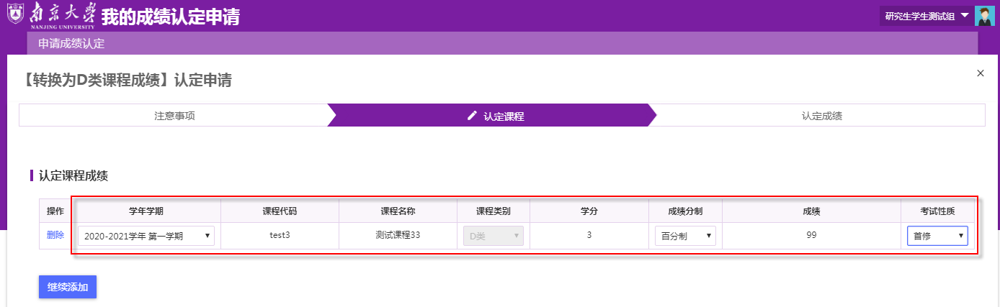 南京大學
NANJING UNIVERSITY
我的成绩认定申请
研究生学生测试组
申请成绩认定
【转换为D类课程成绩】认定申请
注意事项
认定课程
认定成绩
认定课程成绩
操作 学年学期 课程代码 课程名称 课程类别 学分 成绩分制 成绩 考试性质
删除 2020-2021学年 第一学期 test3 测试课程33 D类 3 百分制 99 首修
继续添加